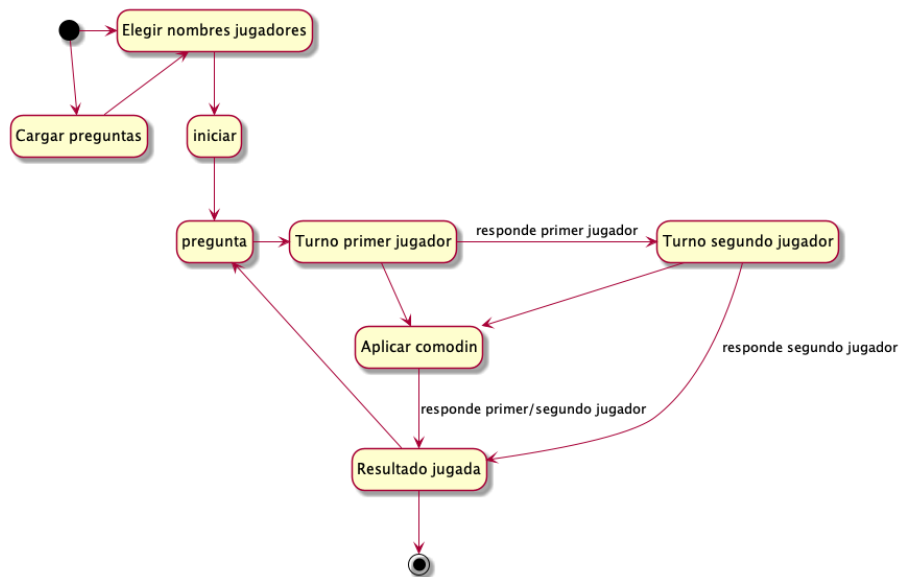 Elegir nombres jugadores
Cargar preguntas
iniciar
pregunta
Turno primer jugador
responde primer jugador
Turno segundo jugador
Aplicar comodin
responde segundo jugador
responde primer/segundo jugador
Resultado jugada